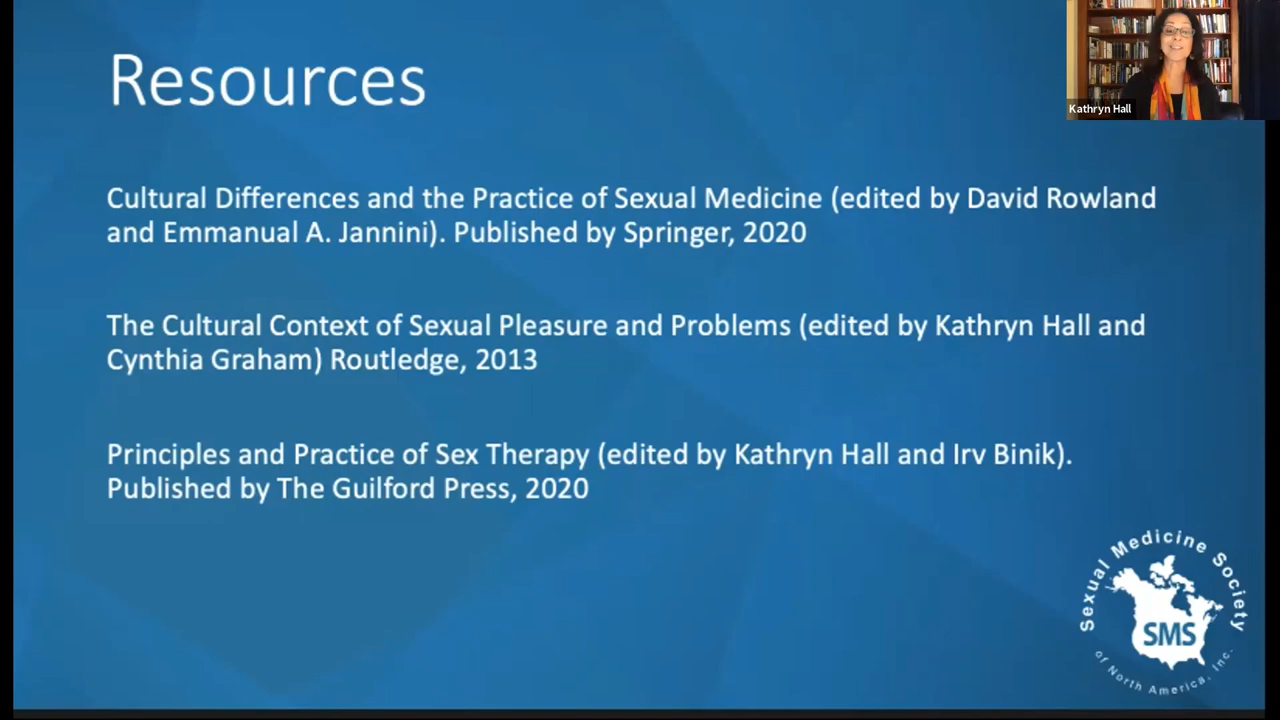 Resources
Kathryn Hall
Cultural Differences and the Practice of Sexual Medicine (edited by David Rowland
and Emmanual A. Jannini). Published by Springer, 2020
The Cultural Context of Sexual Pleasure and Problems (edited by Kathryn Hall and
Cynthia Graham) Routledge, 2013
Principles and Practice of Sex Therapy (edited by Kathryn Hall and Irv Binik).
Published by The Guilford Press, 2020
Sexual Medicine Society
SMS
of North America, Inc.